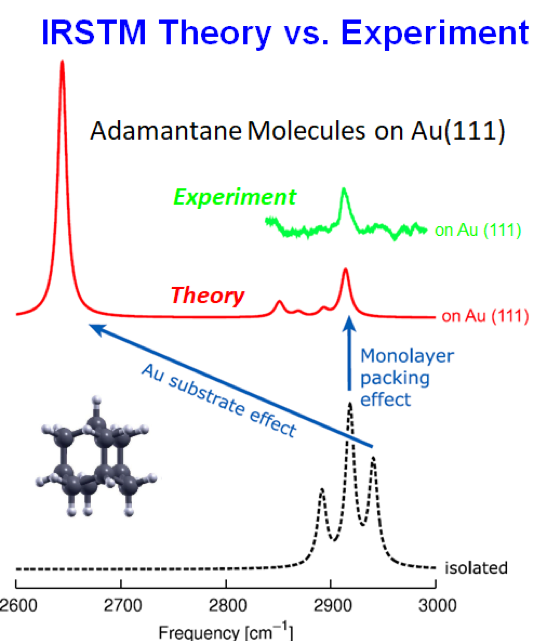 IRSTM Theory vs. Experiment
Adamantane Molecules on Au(111)
Experiment
on Au (111)
Theory
on Au (111)
Au substrate effect
Monolayer
packing
effect
isolated
2600 2700 2800 2900 3000
Frequency [cm⁻¹]